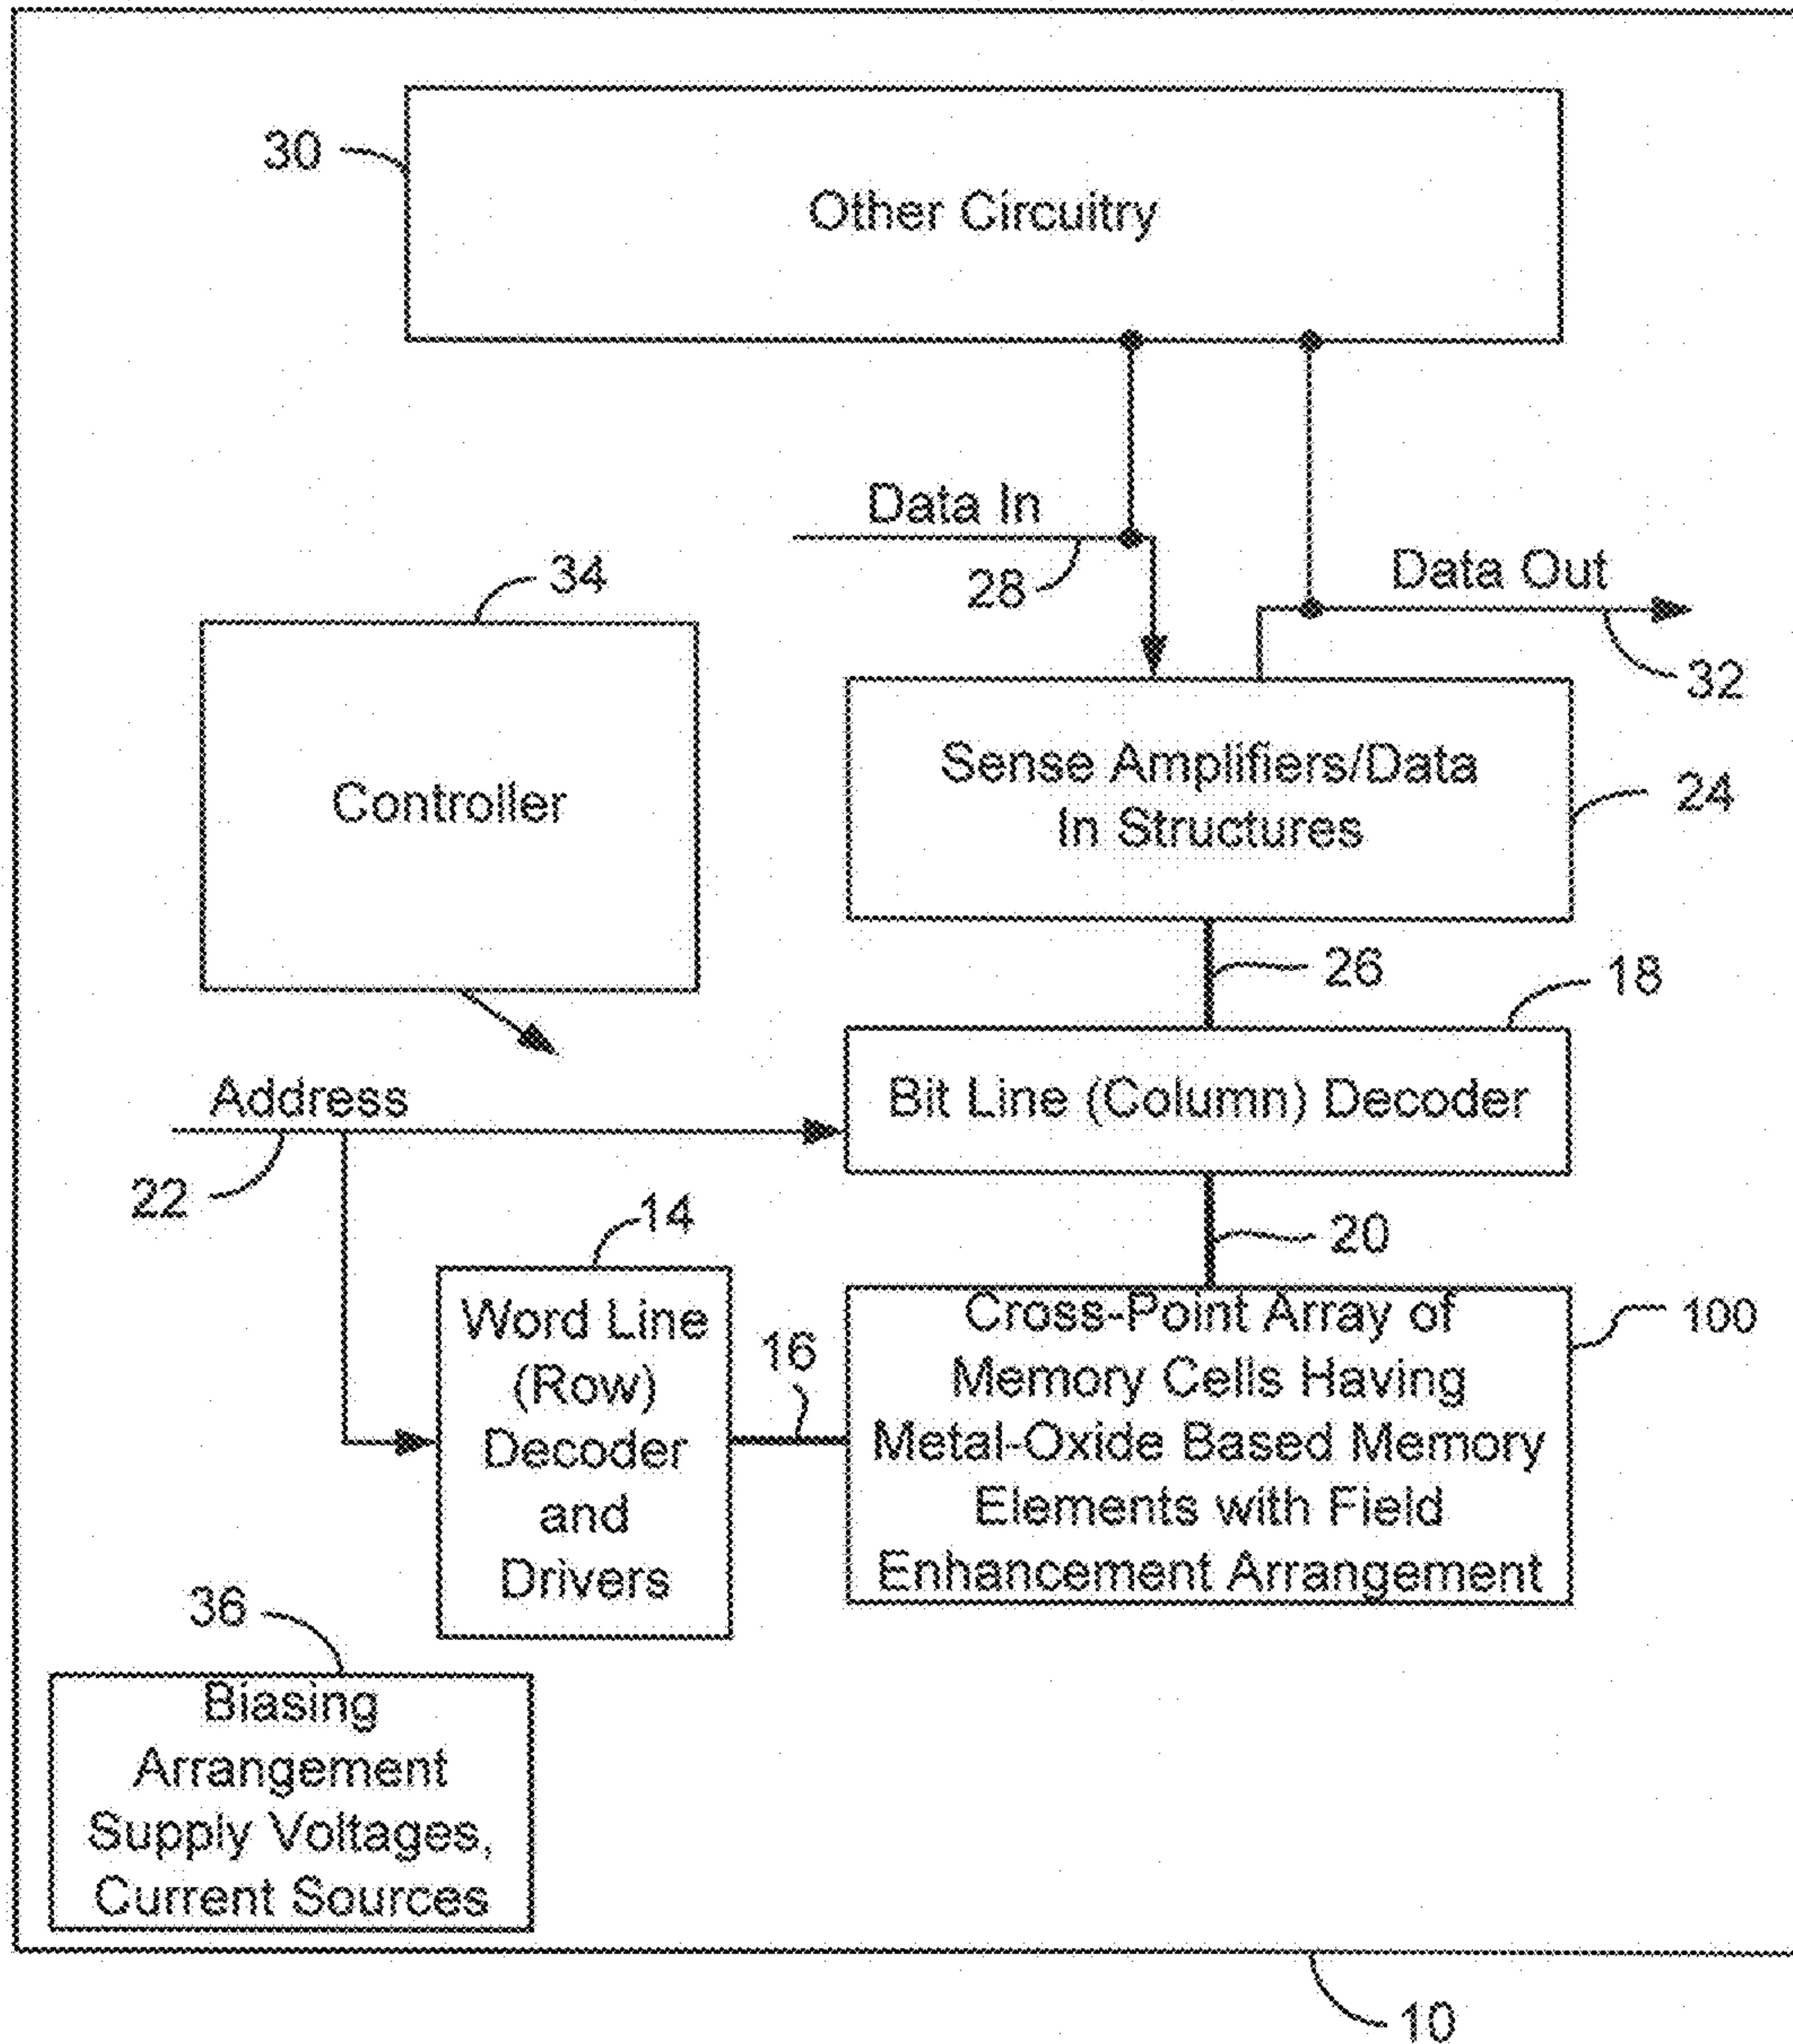 30
Other Circuitry
Data In
28
34
Data Out
32
Controller
Sense Amplifiers/Data
In Structures
24
26
18
Address
22
Bit Line (Column) Decoder
14
20
Word Line
(Row)
Decoder
and
Drivers
16
Cross-Point Array of
Memory Cells Having
Metal-Oxide Based Memory
Elements with Field
Enhancement Arrangement
100
36
Biasing
Arrangement
Supply Voltages,
Current Sources
10